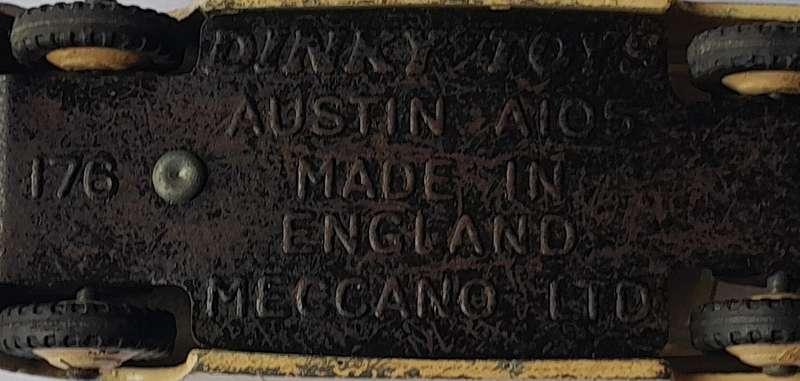 DINKY TOYS
AUSTIN A105
176
MADE IN
ENGLAND
MECCANO LTD